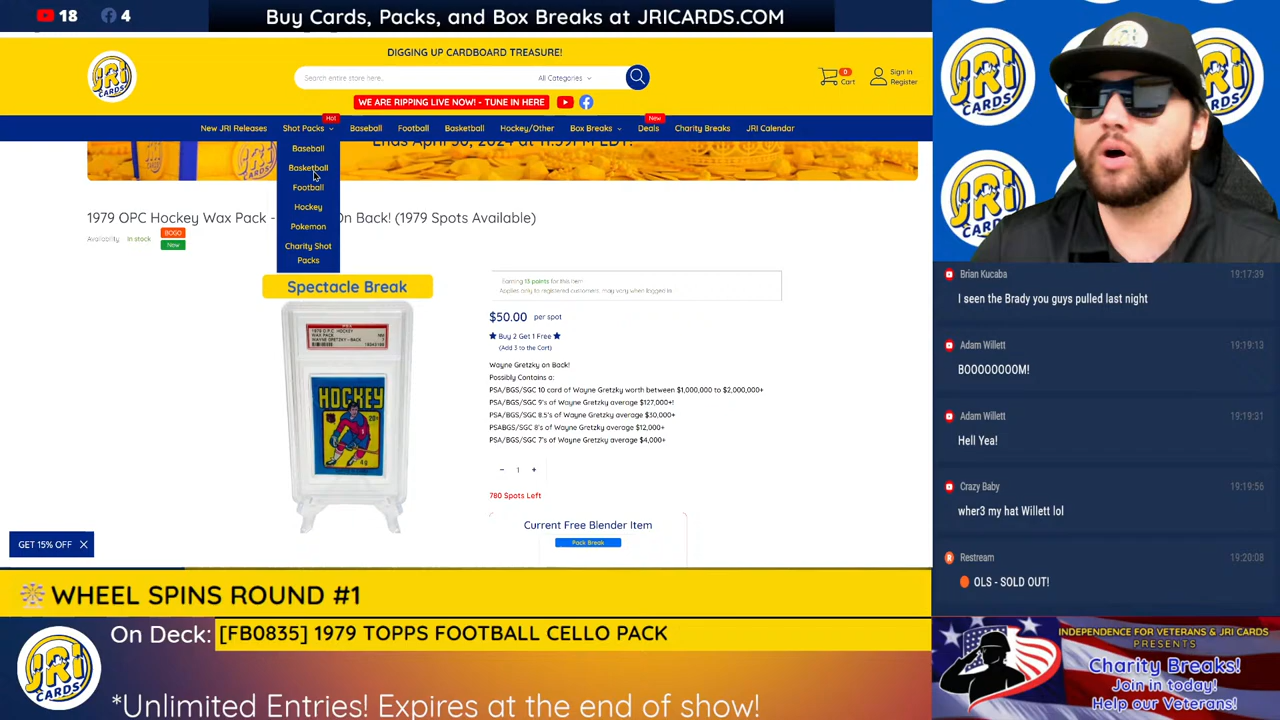 18
4
Buy Cards, Packs, and Box Breaks at JRICARDS.COM
DIGGING UP CARDBOARD TREASURE!
JRI
CARDS
Search entire store here...
All Categories
0
Cart
Sign in
Register
WE ARE RIPPING LIVE NOW! - TUNE IN HERE
Hot
New
New JRI Releases
Shot Packs
Baseball
Football
Basketball
Hockey/Other
Box Breaks
Deals
Charity Breaks
JRI Calendar
Baseball
Basketball
Football
Hockey
Pokemon
Charity Shot
Packs
Ends April 30, 2024 at 11:59PM EDT!
1979 OPC Hockey Wax Pack - On Back! (1979 Spots Available)
Availability
In stock
BOGO
New
Spectacle Break
HOCKEY
Earning 13 points for this item
Applies only to registered customers, may vary when logged in
$50.00 per spot
Buy 2 Get 1 Free
(Add 3 to the Cart)
Wayne Gretzky on Back!
Possibly Contains a:
PSA/BGS/SGC 10 card of Wayne Gretzky worth between $1,000,000 to $2,000,000+
PSA/BGS/SGC 9's of Wayne Gretzky average $127,000+!
PSA/BGS/SGC 8.5's of Wayne Gretzky average $30,000+
PSABGS/SGC 8's of Wayne Gretzky average $12,000+
PSA/BGS/SGC 7's of Wayne Gretzky average $4,000+
− 1 +
780 Spots Left
Current Free Blender Item
Pack Break
GET 15% OFF
Brian Kucaba 19:17:39
I seen the Brady you guys pulled last night
Adam Willett 19:19:13
BOOOOOOOM!
Adam Willett 19:19:31
Hell Yea!
Crazy Baby 19:19:56
wher3 my hat Willett lol
Restream 19:20:08
OLS - SOLD OUT!
WHEEL SPINS ROUND #1
JRI
CARDS
On Deck: [FB0835] 1979 TOPPS FOOTBALL CELLO PACK
*Unlimited Entries! Expires at the end of show!
INDEPENDENCE FOR VETERANS & JRI CARDS
PRESENTS
Charity Breaks!
Join in today!
Help our Veterans!